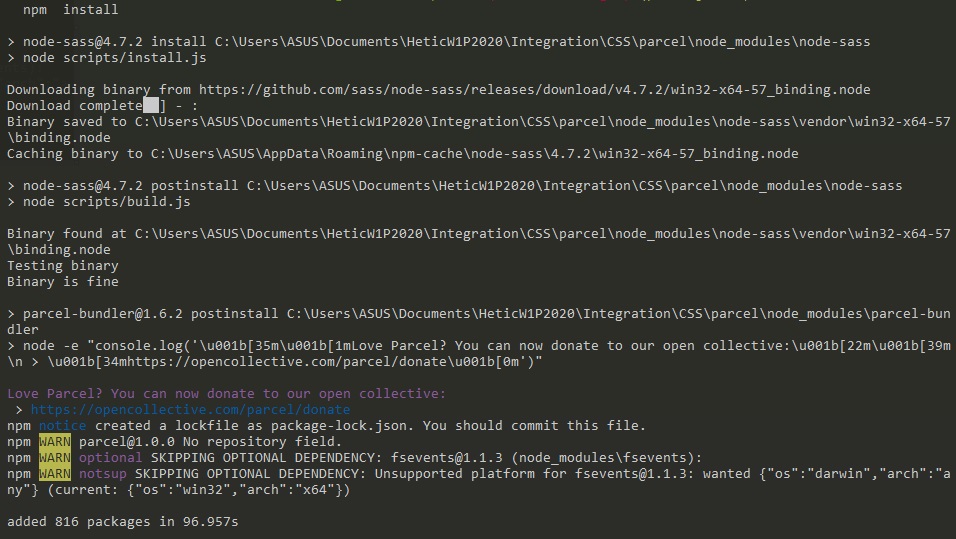 npm  install
> node-sass@4.7.2 install C:\Users\ASUS\Documents\HeticW1P2020\Integration\CSS\parcel\node_modules\node-sass
> node scripts/install.js
Downloading binary from https://github.com/sass/node-sass/releases/download/v4.7.2/win32-x64-57_binding.node
Download complete ] - :
Binary saved to C:\Users\ASUS\Documents\HeticW1P2020\Integration\CSS\parcel\node_modules\node-sass\vendor\win32-x64-57
\binding.node
Caching binary to C:\Users\ASUS\AppData\Roaming\npm-cache\node-sass\4.7.2\win32-x64-57_binding.node
> node-sass@4.7.2 postinstall C:\Users\ASUS\Documents\HeticW1P2020\Integration\CSS\parcel\node_modules\node-sass
> node scripts/build.js
Binary found at C:\Users\ASUS\Documents\HeticW1P2020\Integration\CSS\parcel\node_modules\node-sass\vendor\win32-x64-57
\binding.node
Testing binary
Binary is fine
> parcel-bundler@1.6.2 postinstall C:\Users\ASUS\Documents\HeticW1P2020\Integration\CSS\parcel\node_modules\parcel-bun
dler
> node -e "console.log('\u001b[35m\u001b[1mLove Parcel? You can now donate to our open collective:\u001b[22m\u001b[39m
\n > \u001b[34mhttps://opencollective.com/parcel/donate\u001b[0m')"
Love Parcel? You can now donate to our open collective:
> https://opencollective.com/parcel/donate
npm notice created a lockfile as package-lock.json. You should commit this file.
npm WARN parcel@1.0.0 No repository field.
npm WARN optional SKIPPING OPTIONAL DEPENDENCY: fsevents@1.1.3 (node_modules\fsevents):
npm WARN notsup SKIPPING OPTIONAL DEPENDENCY: Unsupported platform for fsevents@1.1.3: wanted {"os":"darwin","arch":"a
ny"} (current: {"os":"win32","arch":"x64"})
added 816 packages in 96.957s